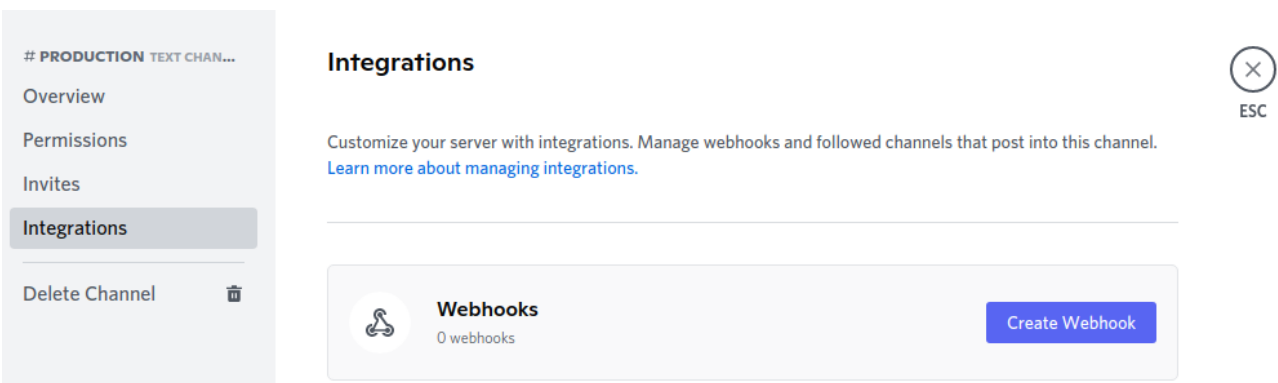 # PRODUCTION TEXT CHAN...
Overview
Permissions
Invites
Integrations
Delete Channel
Integrations
Customize your server with integrations. Manage webhooks and followed channels that post into this channel.
Learn more about managing integrations.
Webhooks
0 webhooks
Create Webhook
ESC